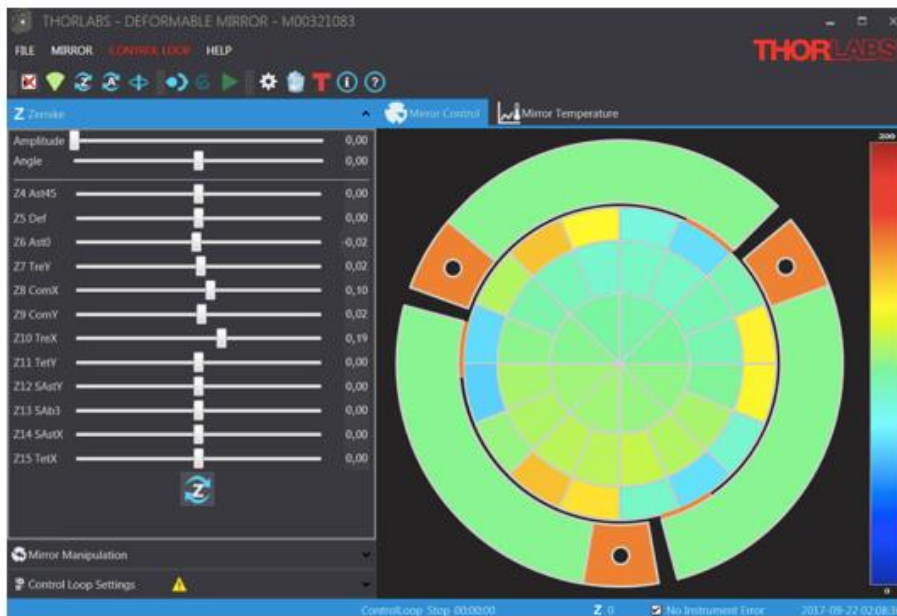 THORLABS - DEFORMABLE MIRROR - M00321083
FILE MIRROR CONTROL LOOP HELP
THORLABS
Z Zernike
Mirror Control
Mirror Temperature
Amplitude 0,00
Angle 0,00
Z4 Ast45 0,00
Z5 Def 0,00
Z6 Ast0 -0,02
Z7 TreY 0,02
Z8 ComX 0,10
Z9 ComY 0,02
Z10 TreX 0,19
Z11 TetY 0,00
Z12 SAstY 0,00
Z13 SAb3 0,00
Z14 SAstX 0,00
Z15 TetX 0,00
Z
Mirror Manipulation
Control Loop Settings
200
0
ControlLoop Stop 00:00:00 Z 0 No Instrument Error 2017-09-22